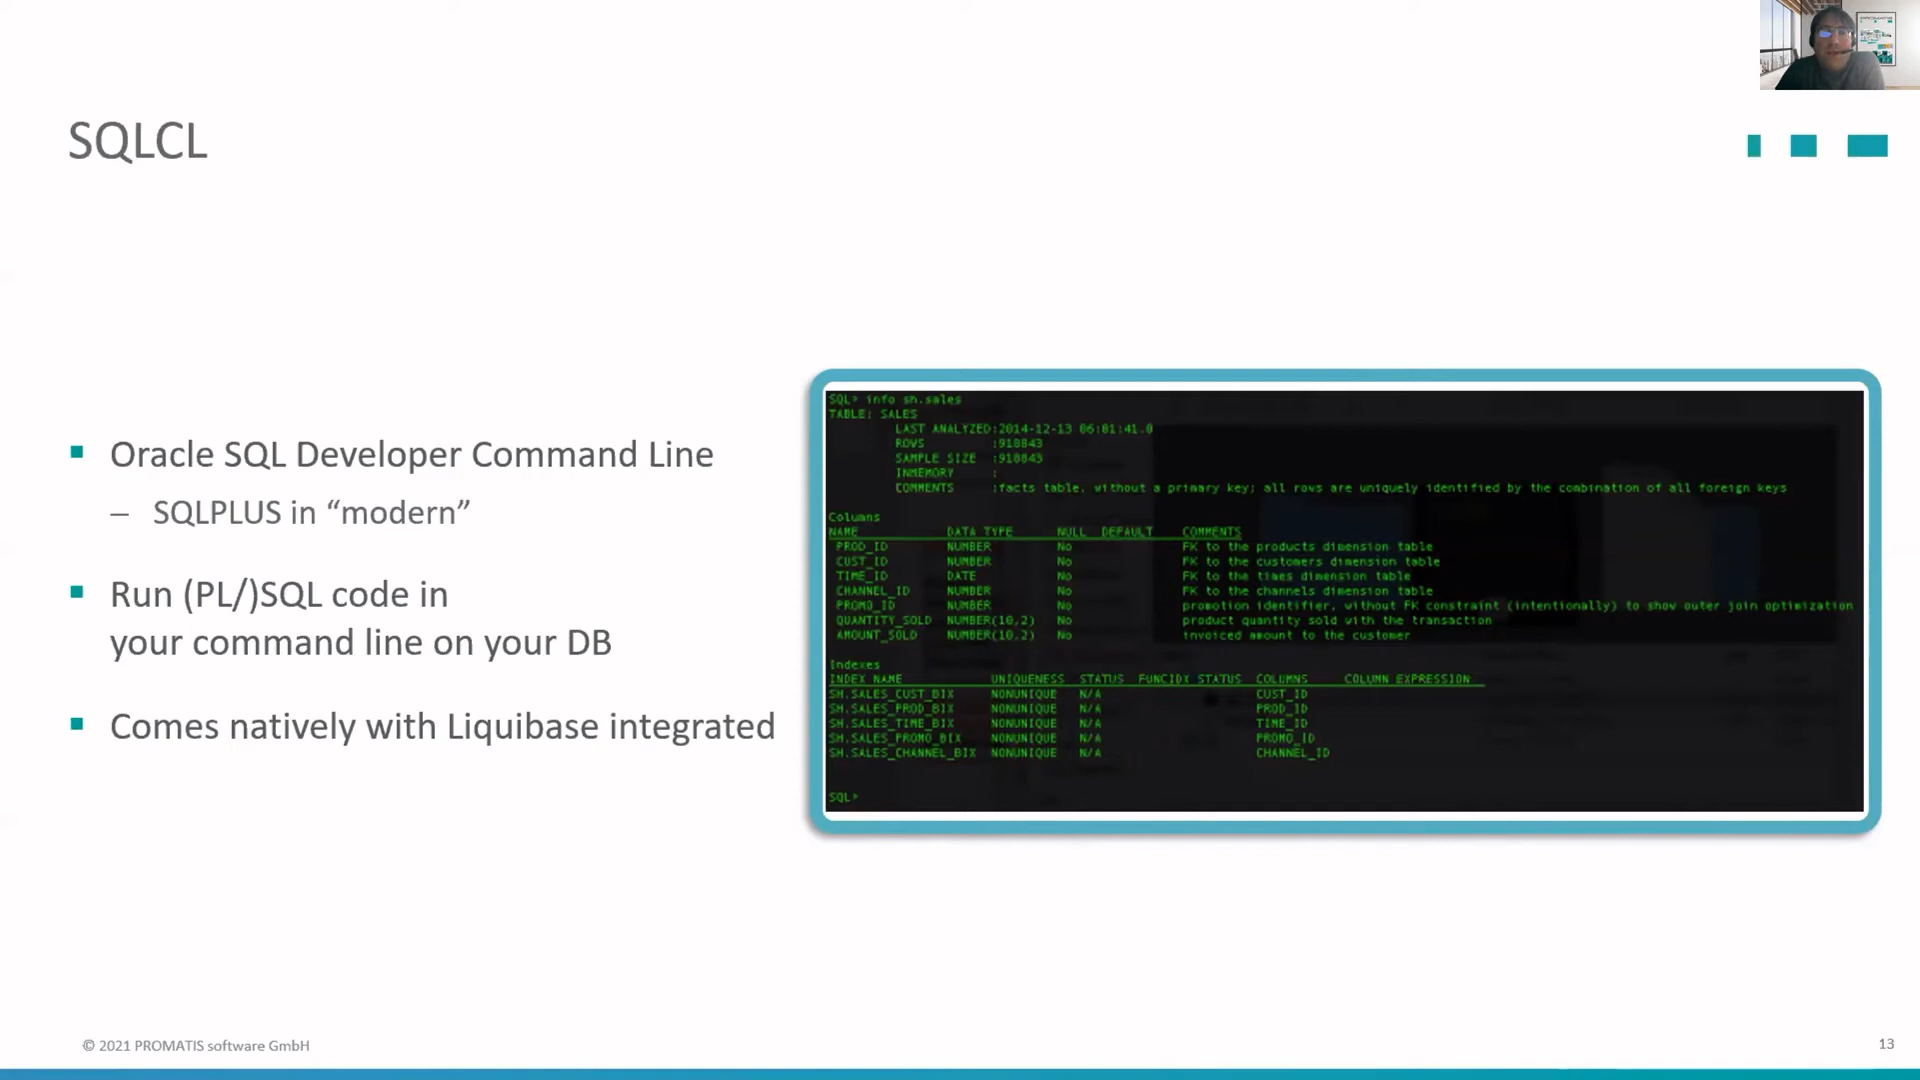 SQLCL
Oracle SQL Developer Command Line
– SQLPLUS in “modern”
Run (PL/)SQL code in
your command line on your DB
Comes natively with Liquibase integrated
SQL> info sh.sales
TABLE: SALES
LAST ANALYZED:2014-12-13 06:01:41.0
ROWS :918843
SAMPLE SIZE :918843
INMEMORY :
COMMENTS :facts table, without a primary key; all rows are uniquely identified by the combination of all foreign keys
Columns
NAME DATA TYPE NULL DEFAULT COMMENTS
PROD_ID NUMBER No FK to the products dimension table
CUST_ID NUMBER No FK to the customers dimension table
TIME_ID DATE No FK to the times dimension table
CHANNEL_ID NUMBER No FK to the channels dimension table
PROMO_ID NUMBER No promotion identifier, without FK constraint (intentionally) to show outer join optimization
QUANTITY_SOLD NUMBER(10,2) No product quantity sold with the transaction
AMOUNT_SOLD NUMBER(10,2) No invoiced amount to the customer
Indexes
INDEX_NAME UNIQUENESS STATUS FUNCIDX_STATUS COLUMNS COLUMN_EXPRESSION
SH.SALES_CUST_BIX NONUNIQUE N/A CUST_ID
SH.SALES_PROD_BIX NONUNIQUE N/A PROD_ID
SH.SALES_TIME_BIX NONUNIQUE N/A TIME_ID
SH.SALES_PROMO_BIX NONUNIQUE N/A PROMO_ID
SH.SALES_CHANNEL_BIX NONUNIQUE N/A CHANNEL_ID
SQL>
© 2021 PROMATIS software GmbH
13